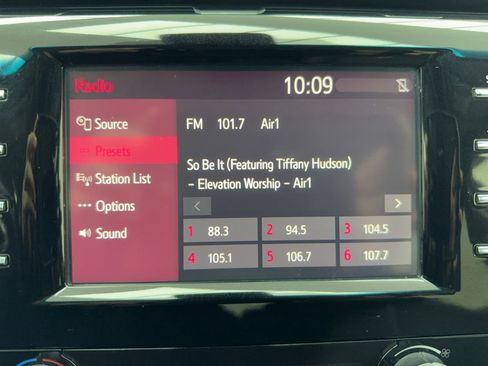 Radio 10:09
Source
Presets
Station List
Options
Sound
FM 101.7 Air1
So Be It (Featuring Tiffany Hudson)
– Elevation Worship – Air1
< >
1 88.3 2 94.5 3 104.5
4 105.1 5 106.7 6 107.7